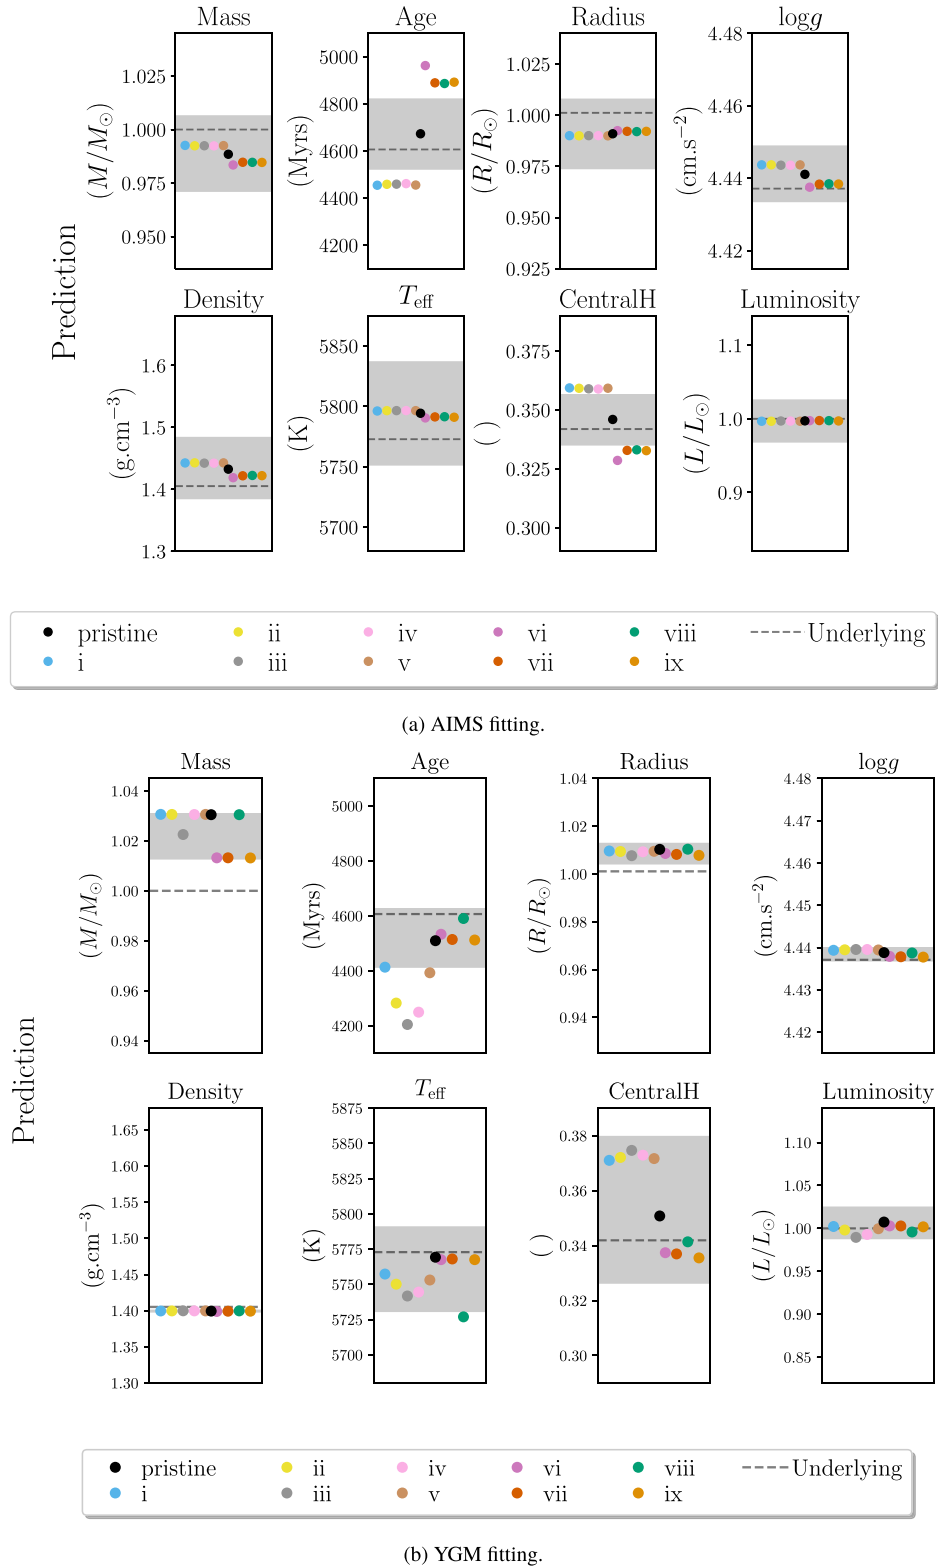 Mass Age Radius log g
(M/M⊙) 1.025 1.000 0.975 0.950
(Myrs) 5000 4800 4600 4400 4200
(R/R⊙) 1.025 1.000 0.975 0.950 0.925
(cm.s⁻²) 4.48 4.46 4.44 4.42
Prediction
Density T_eff CentralH Luminosity
(g.cm⁻³) 1.6 1.5 1.4 1.3
(K) 5850 5800 5750 5700
() 0.375 0.350 0.325 0.300
(L/L⊙) 1.1 1.0 0.9
pristine ii iv vi viii Underlying
i iii v vii ix
(a) AIMS fitting.
Mass Age Radius log g
(M/M⊙) 1.04 1.02 1.00 0.98 0.96 0.94
(Myrs) 5000 4800 4600 4400 4200
(R/R⊙) 1.04 1.02 1.00 0.98 0.96 0.94
(cm.s⁻²) 4.48 4.47 4.46 4.45 4.44 4.43 4.42
Prediction
Density T_eff CentralH Luminosity
(g.cm⁻³) 1.65 1.60 1.55 1.50 1.45 1.40 1.35 1.30
(K) 5875 5850 5825 5800 5775 5750 5725 5700
() 0.38 0.36 0.34 0.32 0.30
(L/L⊙) 1.10 1.05 1.00 0.95 0.90 0.85
pristine ii iv vi viii Underlying
i iii v vii ix
(b) YGM fitting.